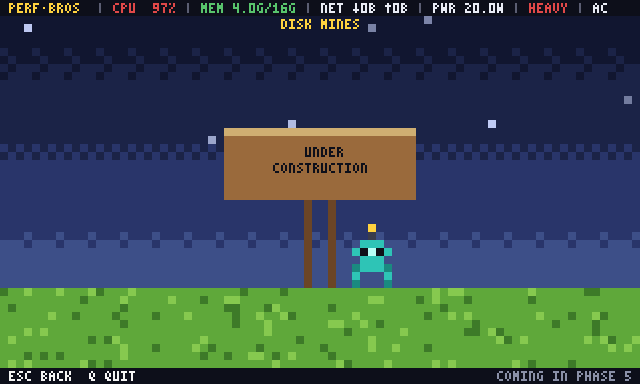 PERF·BROS | CPU 97% | MEM 4.0G/16G | NET ↓0B ↑0B | PWR 20.0W | HEAVY | AC
DISK MINES
UNDER
CONSTRUCTION
ESC BACK Q QUIT
COMING IN PHASE 5